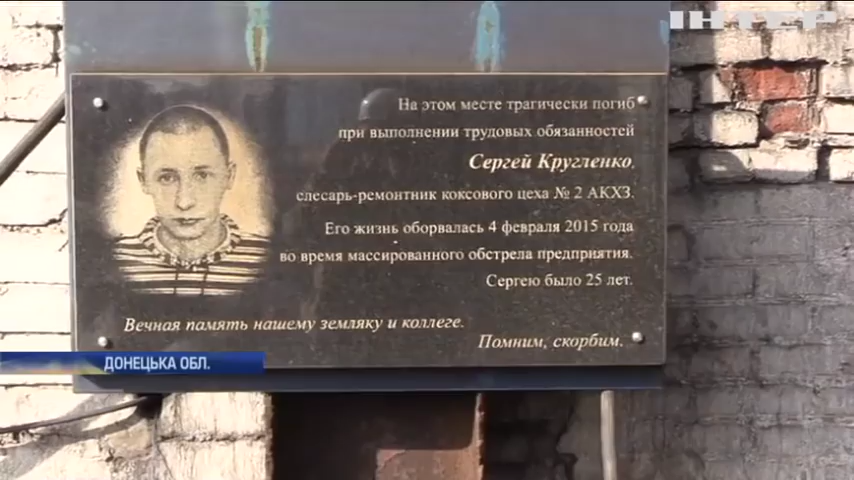 ІНТЕР
На этом месте трагически погиб
при выполнении трудовых обязанностей
Сергей Кругленко,
слесарь-ремонтник коксового цеха № 2 АКХЗ.
Его жизнь оборвалась 4 февраля 2015 года
во время массированного обстрела предприятия.
Сергею было 25 лет.
Вечная память нашему земляку и коллеге.
Помним, скорбим.
ДОНЕЦЬКА ОБЛ.